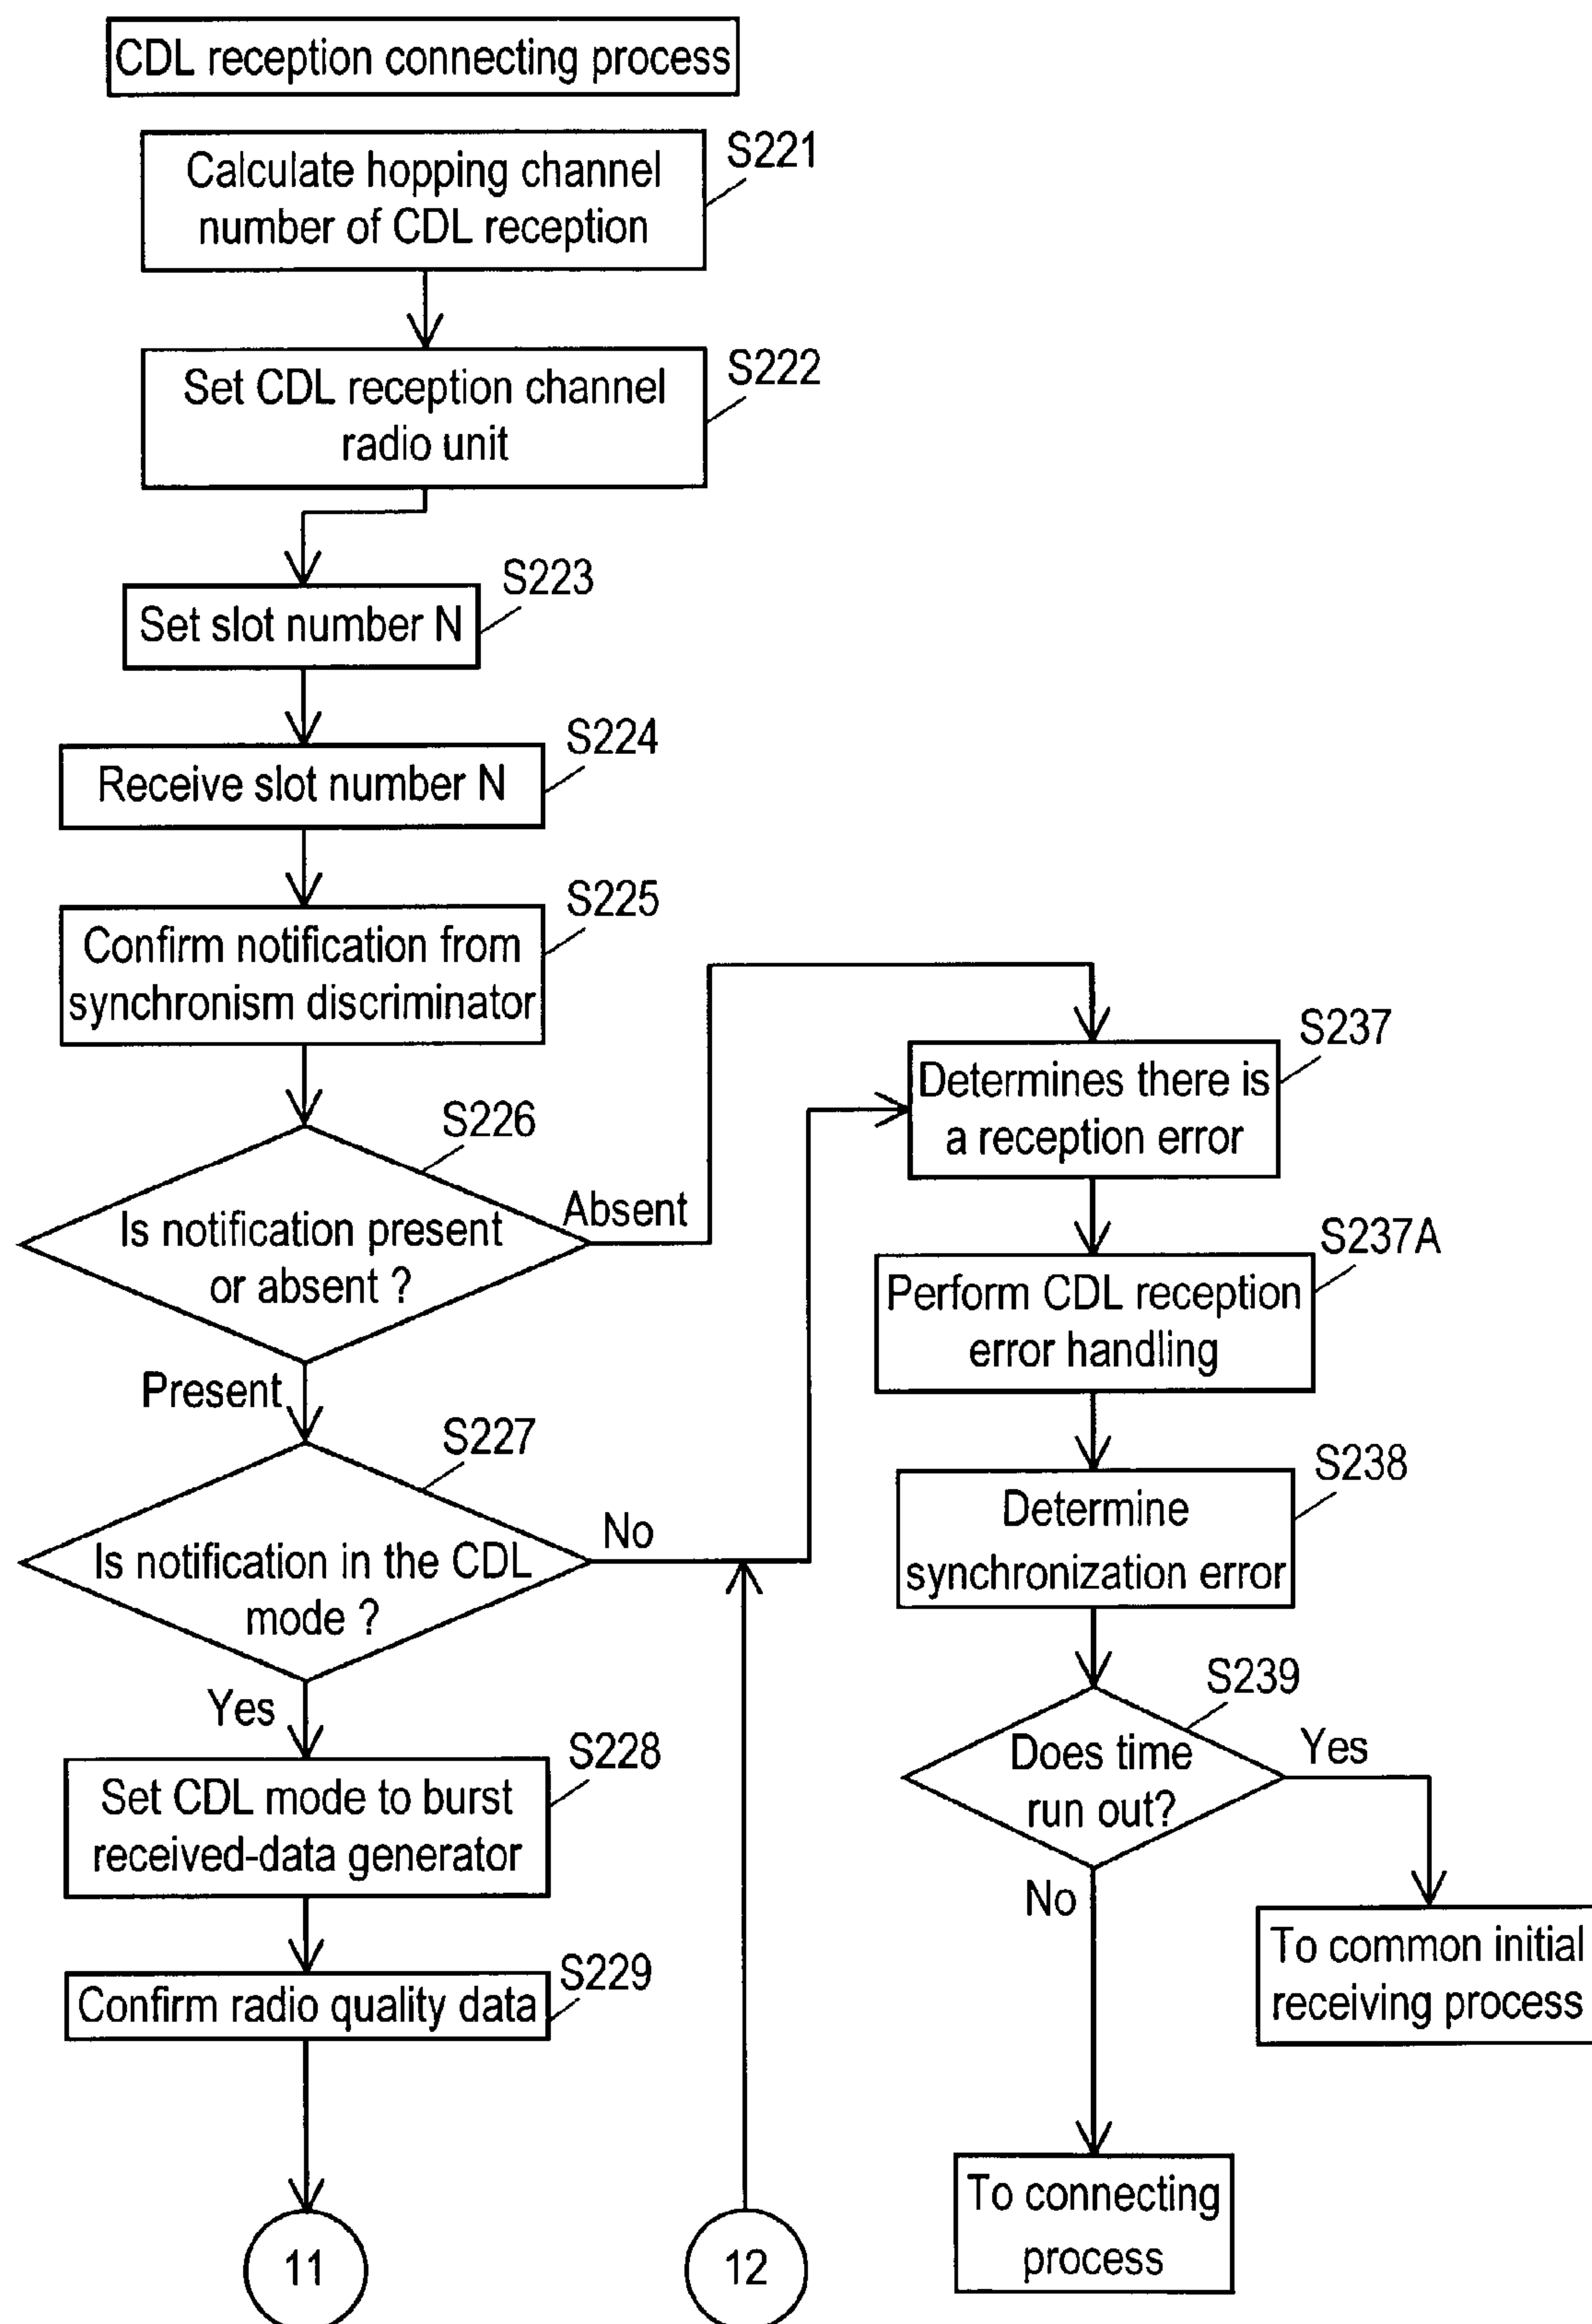 CDL reception connecting process
S221
Calculate hopping channel
number of CDL reception
S222
Set CDL reception channel
radio unit
S223
Set slot number N
S224
Receive slot number N
S225
Confirm notification from
synchronism discriminator
S226
Is notification present
or absent ?
Absent
Present
S227
Is notification in the CDL
mode ?
No
Yes
S228
Set CDL mode to burst
received-data generator
S229
Confirm radio quality data
11
12
S237
Determines there is
a reception error
S237A
Perform CDL reception
error handling
S238
Determine
synchronization error
S239
Does time
run out?
Yes
No
To common initial
receiving process
To connecting
process